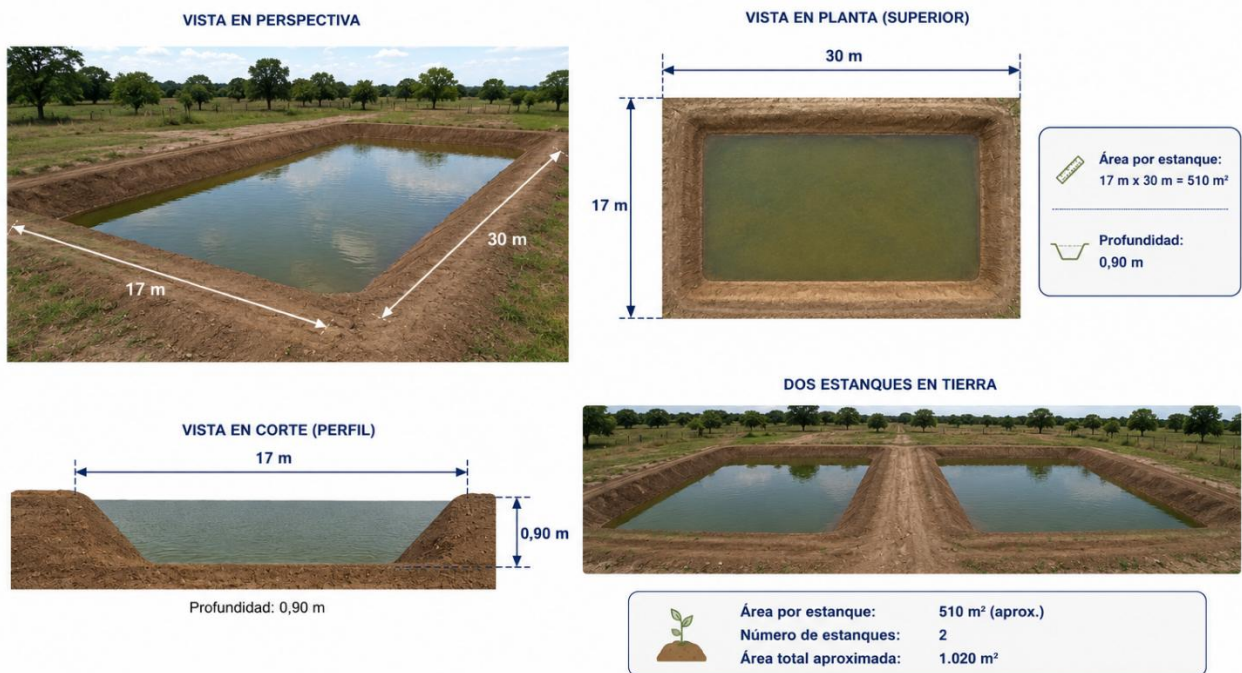 VISTA EN PERSPECTIVA
17 m
30 m
VISTA EN PLANTA (SUPERIOR)
30 m
17 m
Área por estanque:
17 m x 30 m = 510 m²
Profundidad:
0,90 m
VISTA EN CORTE (PERFIL)
17 m
0,90 m
Profundidad: 0,90 m
DOS ESTANQUES EN TIERRA
Área por estanque: 510 m² (aprox.)
Número de estanques: 2
Área total aproximada: 1.020 m²